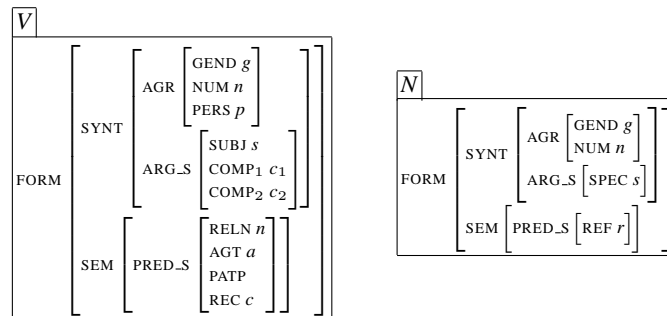 V
GEND g
AGR NUM n
PERS p
SYNT
SUBJ s
ARG_S COMP₁ c₁
COMP₂ c₂
FORM
RELN n
AGT a
SEM PRED_S PATP
REC c
N
GEND g
AGR
NUM n
SYNT
ARG_S SPEC s
FORM
SEM PRED_S REF r